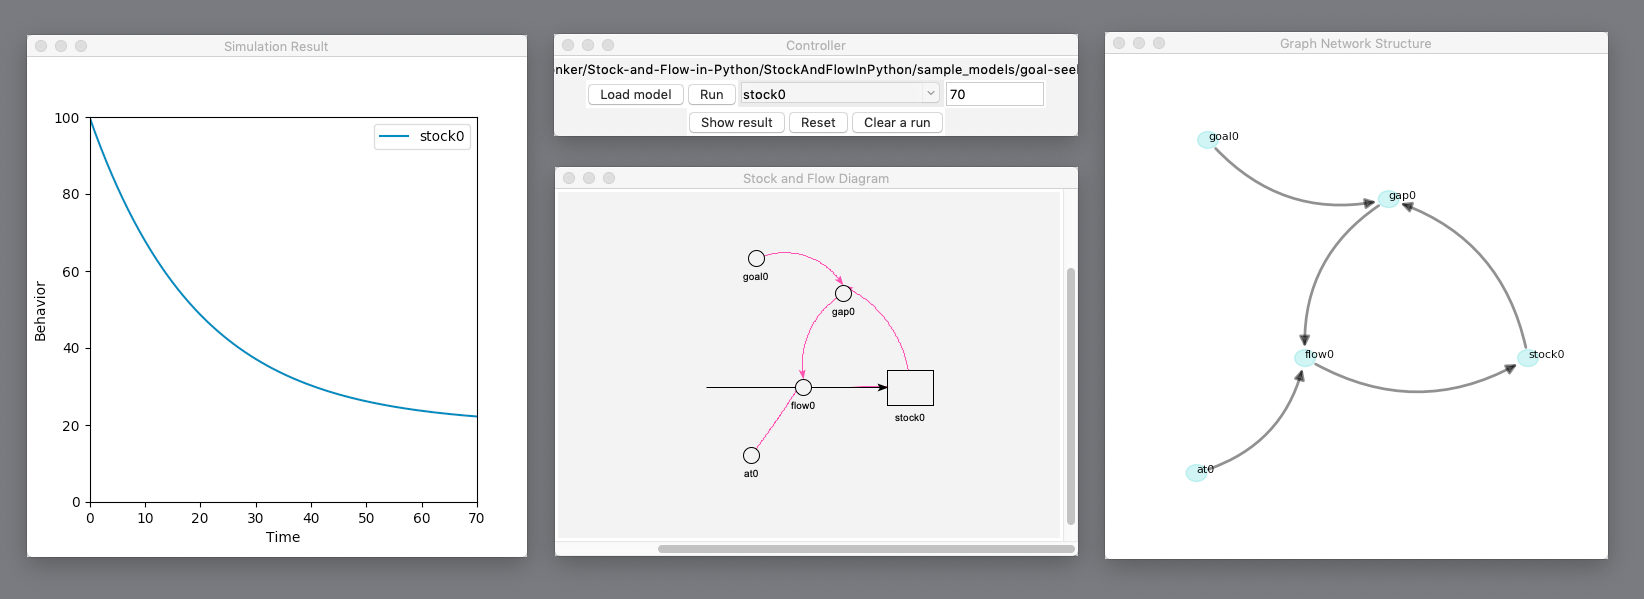 Simulation Result
100
80
60
40
20
0
Behavior
stock0
0 10 20 30 40 50 60 70
Time
Controller
nker/Stock-and-Flow-in-Python/StockAndFlowInPython/sample_models/goal-see
Load model Run stock0 70
Show result Reset Clear a run
Stock and Flow Diagram
goal0
gap0
flow0
stock0
at0
Graph Network Structure
goal0
gap0
flow0
stock0
at0